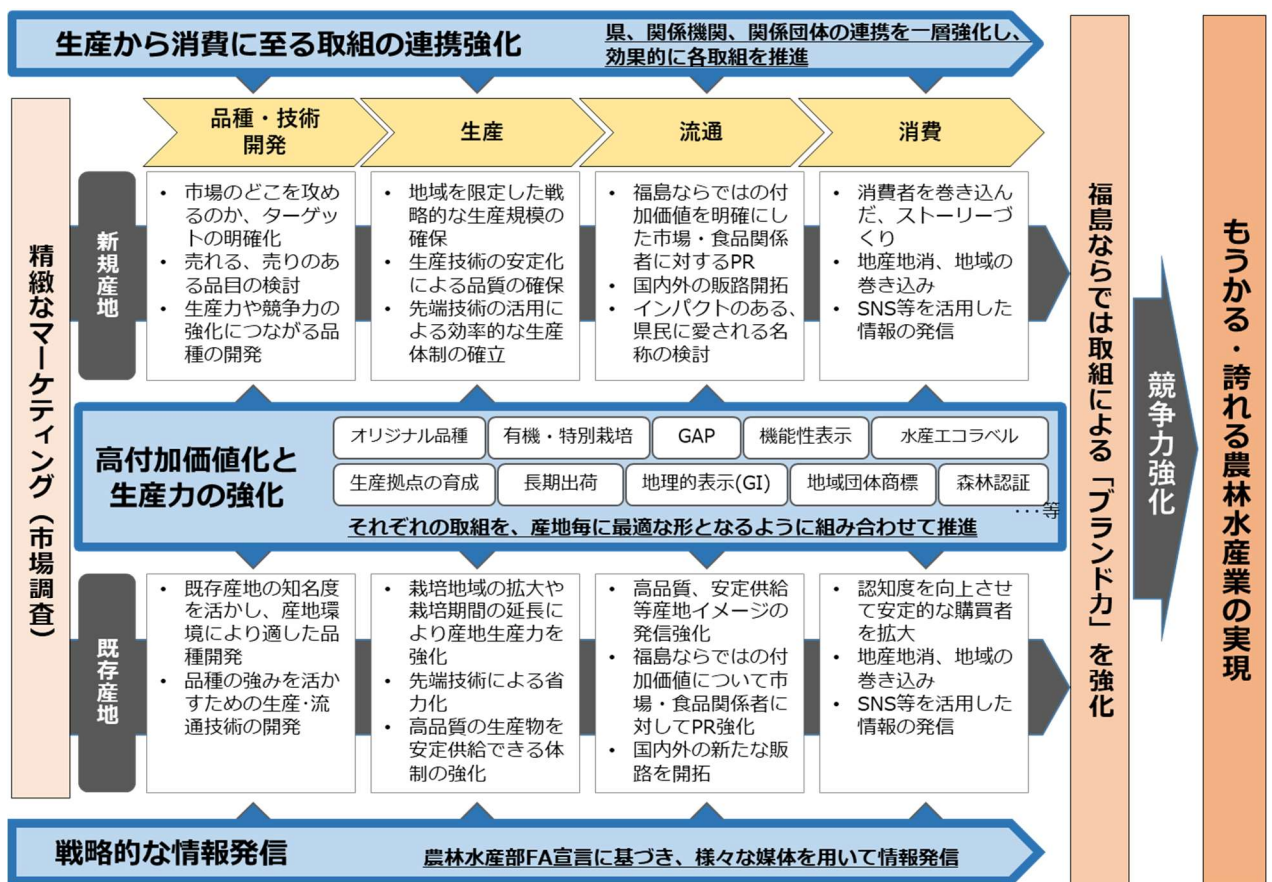 生産から消費に至る取組の連携強化
県、関係機関、関係団体の連携を一層強化し、
効果的に各取組を推進
精緻なマーケティング（市場調査）
品種・技術
開発
生産
流通
消費
新規産地
• 市場のどこを攻め
るのか、ターゲッ
トの明確化
• 売れる、売りのあ
る品目の検討
• 生産力や競争力の
強化につながる品
種の開発
• 地域を限定した戦
略的な生産規模の
確保
• 生産技術の安定化
による品質の確保
• 先端技術の活用に
よる効率的な生産
体制の確立
• 福島ならではの付
加価値を明確にし
た市場・食品関係
者に対するPR
• 国内外の販路開拓
• インパクトのある、
県民に愛される名
称の検討
• 消費者を巻き込ん
だ、ストーリーづ
くり
• 地産地消、地域の
巻き込み
• SNS等を活用した
情報の発信
高付加価値化と
生産力の強化
オリジナル品種
有機・特別栽培
GAP
機能性表示
水産エコラベル
生産拠点の育成
長期出荷
地理的表示(GI)
地域団体商標
森林認証
･･･等
それぞれの取組を、産地毎に最適な形となるように組み合わせて推進
既存産地
• 既存産地の知名度
を活かし、産地環
境により適した品
種開発
• 品種の強みを活か
すための生産･流
通技術の開発
• 栽培地域の拡大や
栽培期間の延長に
より産地生産力を
強化
• 先端技術による省
力化
• 高品質の生産物を
安定供給できる体
制の強化
• 高品質、安定供給
等産地イメージの
発信強化
• 福島ならではの付
加価値について市
場・食品関係者に
対してPR強化
• 国内外の新たな販
路を開拓
• 認知度を向上させ
て安定的な購買者
を拡大
• 地産地消、地域の
巻き込み
• SNS等を活用した
情報の発信
戦略的な情報発信
農林水産部FA宣言に基づき、様々な媒体を用いて情報発信
福島ならでは取組による「ブランド力」を強化
競争力強化
もうかる・誇れる農林水産業の実現